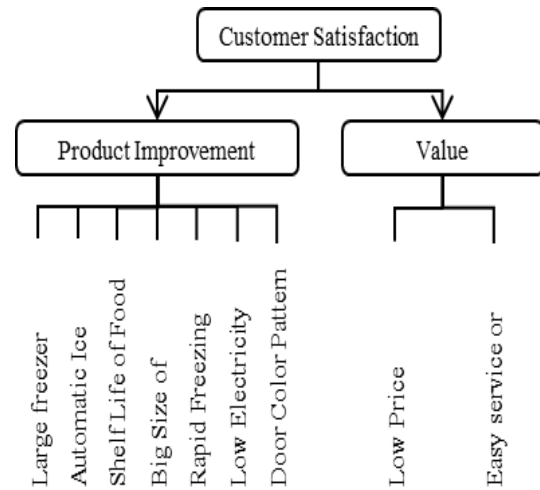 Customer Satisfaction
Product Improvement
Value
Large freezer
Automatic Ice
Shelf Life of Food
Big Size of
Rapid Freezing
Low Electricity
Door Color Pattern
Low Price
Easy service or